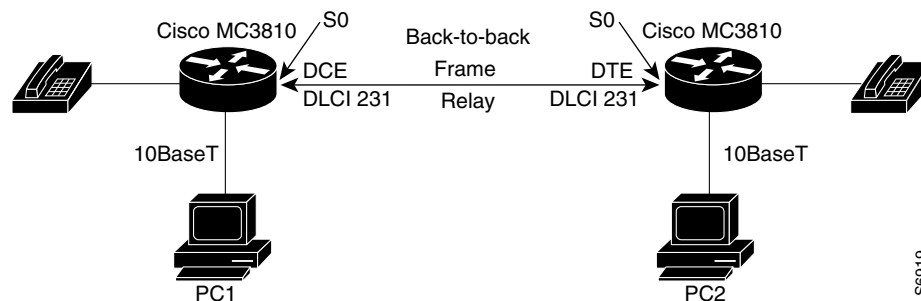 S0
S0
Cisco MC3810
Back-to-back
Cisco MC3810
DCE
Frame
DTE
DLCI 231
Relay
DLCI 231
10BaseT
10BaseT
PC1
PC2
S6919